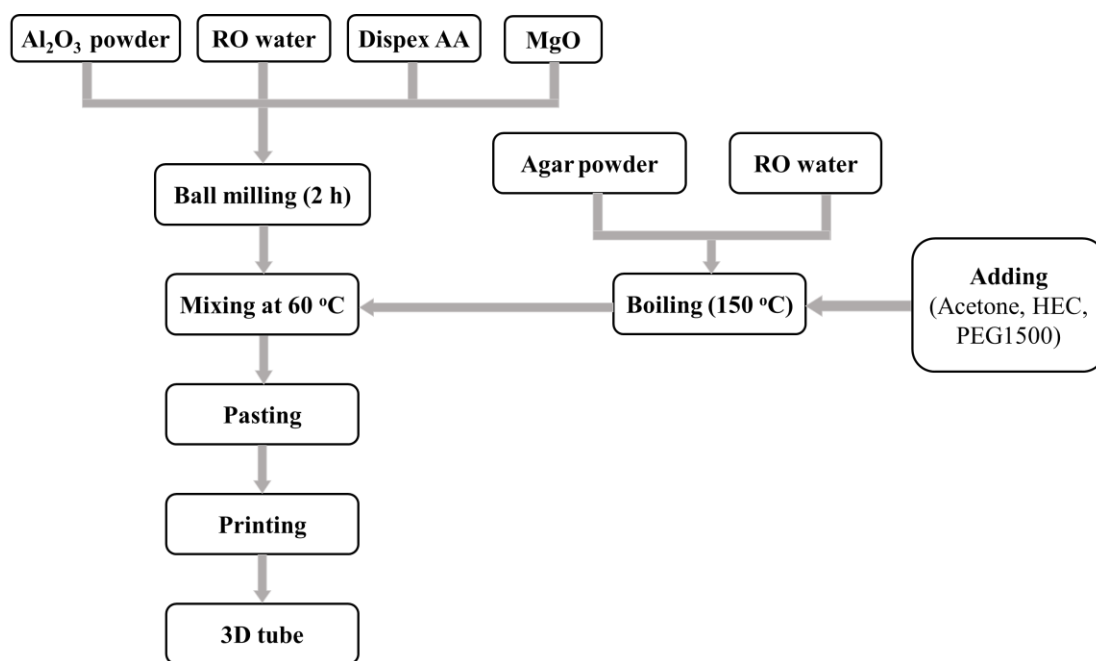 Al₂O₃ powder
RO water
Dispex AA
MgO
Agar powder
RO water
Ball milling (2 h)
Adding
(Acetone, HEC,
PEG1500)
Mixing at 60 ºC
Boiling (150 ºC)
Pasting
Printing
3D tube